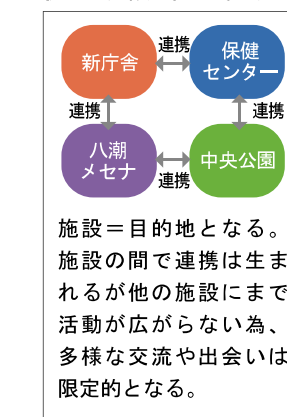 新庁舎
連携
保健
センター
連携
連携
八潮
メセナ
連携
中央公園
施設＝目的地となる。
施設の間で連携は生ま
れるが他の施設にまで
活動が広がらない為、
多様な交流や出会いは
限定的となる。